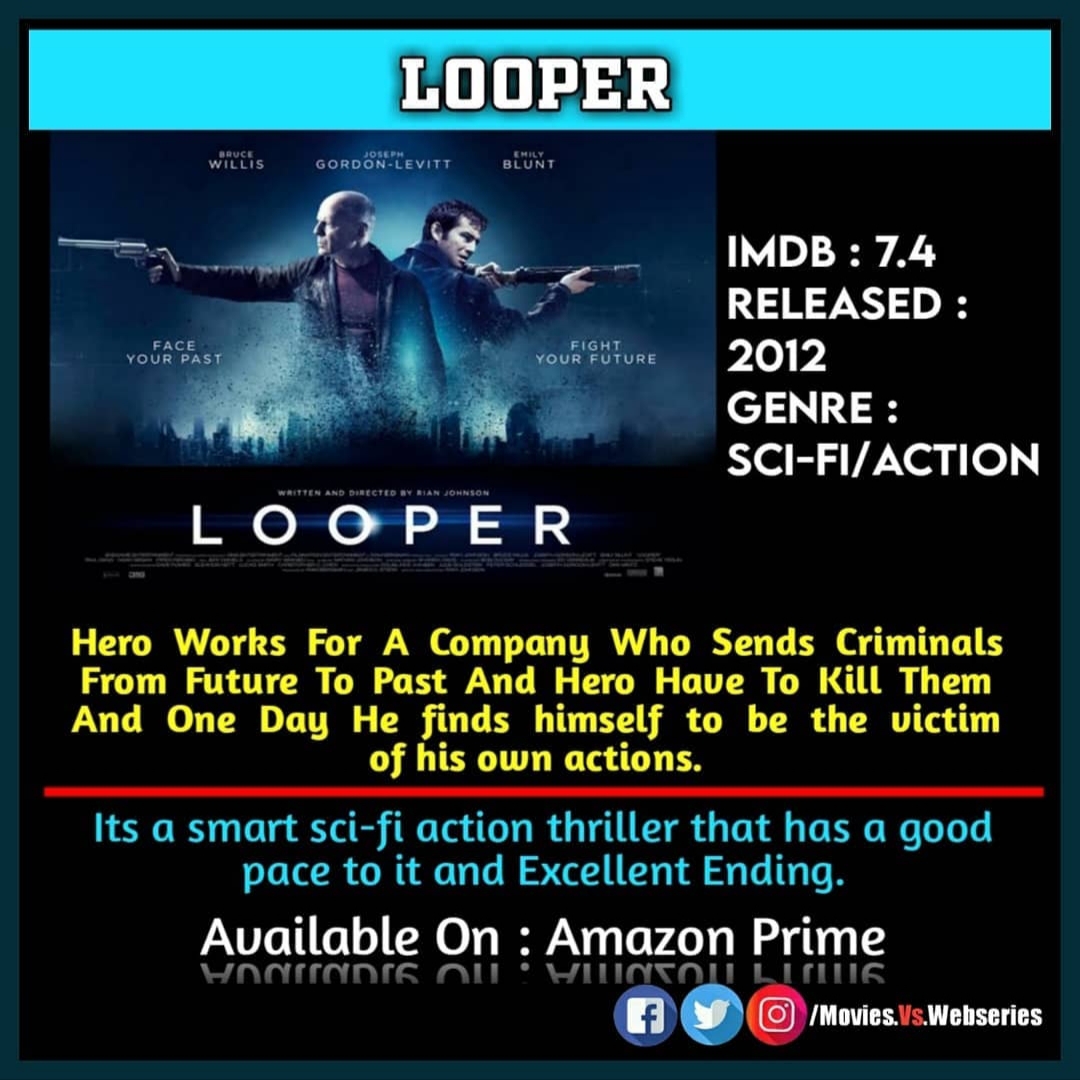 LOOPER
BRUCE WILLIS
JOSEPH GORDON-LEVITT
EMILY BLUNT
FACE
YOUR PAST
FIGHT
YOUR FUTURE
WRITTEN AND DIRECTED BY RIAN JOHNSON
LOOPER
IMDB : 7.4
RELEASED :
2012
GENRE :
SCI-FI/ACTION
Hero Works For A Company Who Sends Criminals
From Future To Past And Hero Have To Kill Them
And One Day He finds himself to be the victim
of his own actions.
Its a smart sci-fi action thriller that has a good
pace to it and Excellent Ending.
Available On : Amazon Prime
/Movies.Vs.Webseries